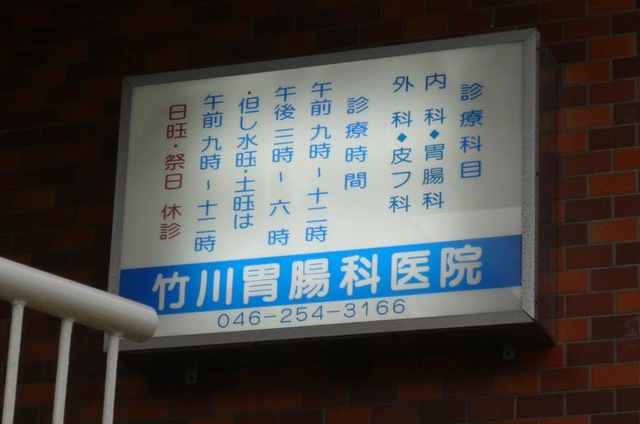 診療科目
内科◆胃腸科
外科◆皮フ科
診療時間
午前 九時〜十二時
午後 三時〜六時
・但し水旺・土旺は
午前 九時〜十二時
日旺・祭日 休診
竹川胃腸科医院
046-254-3166